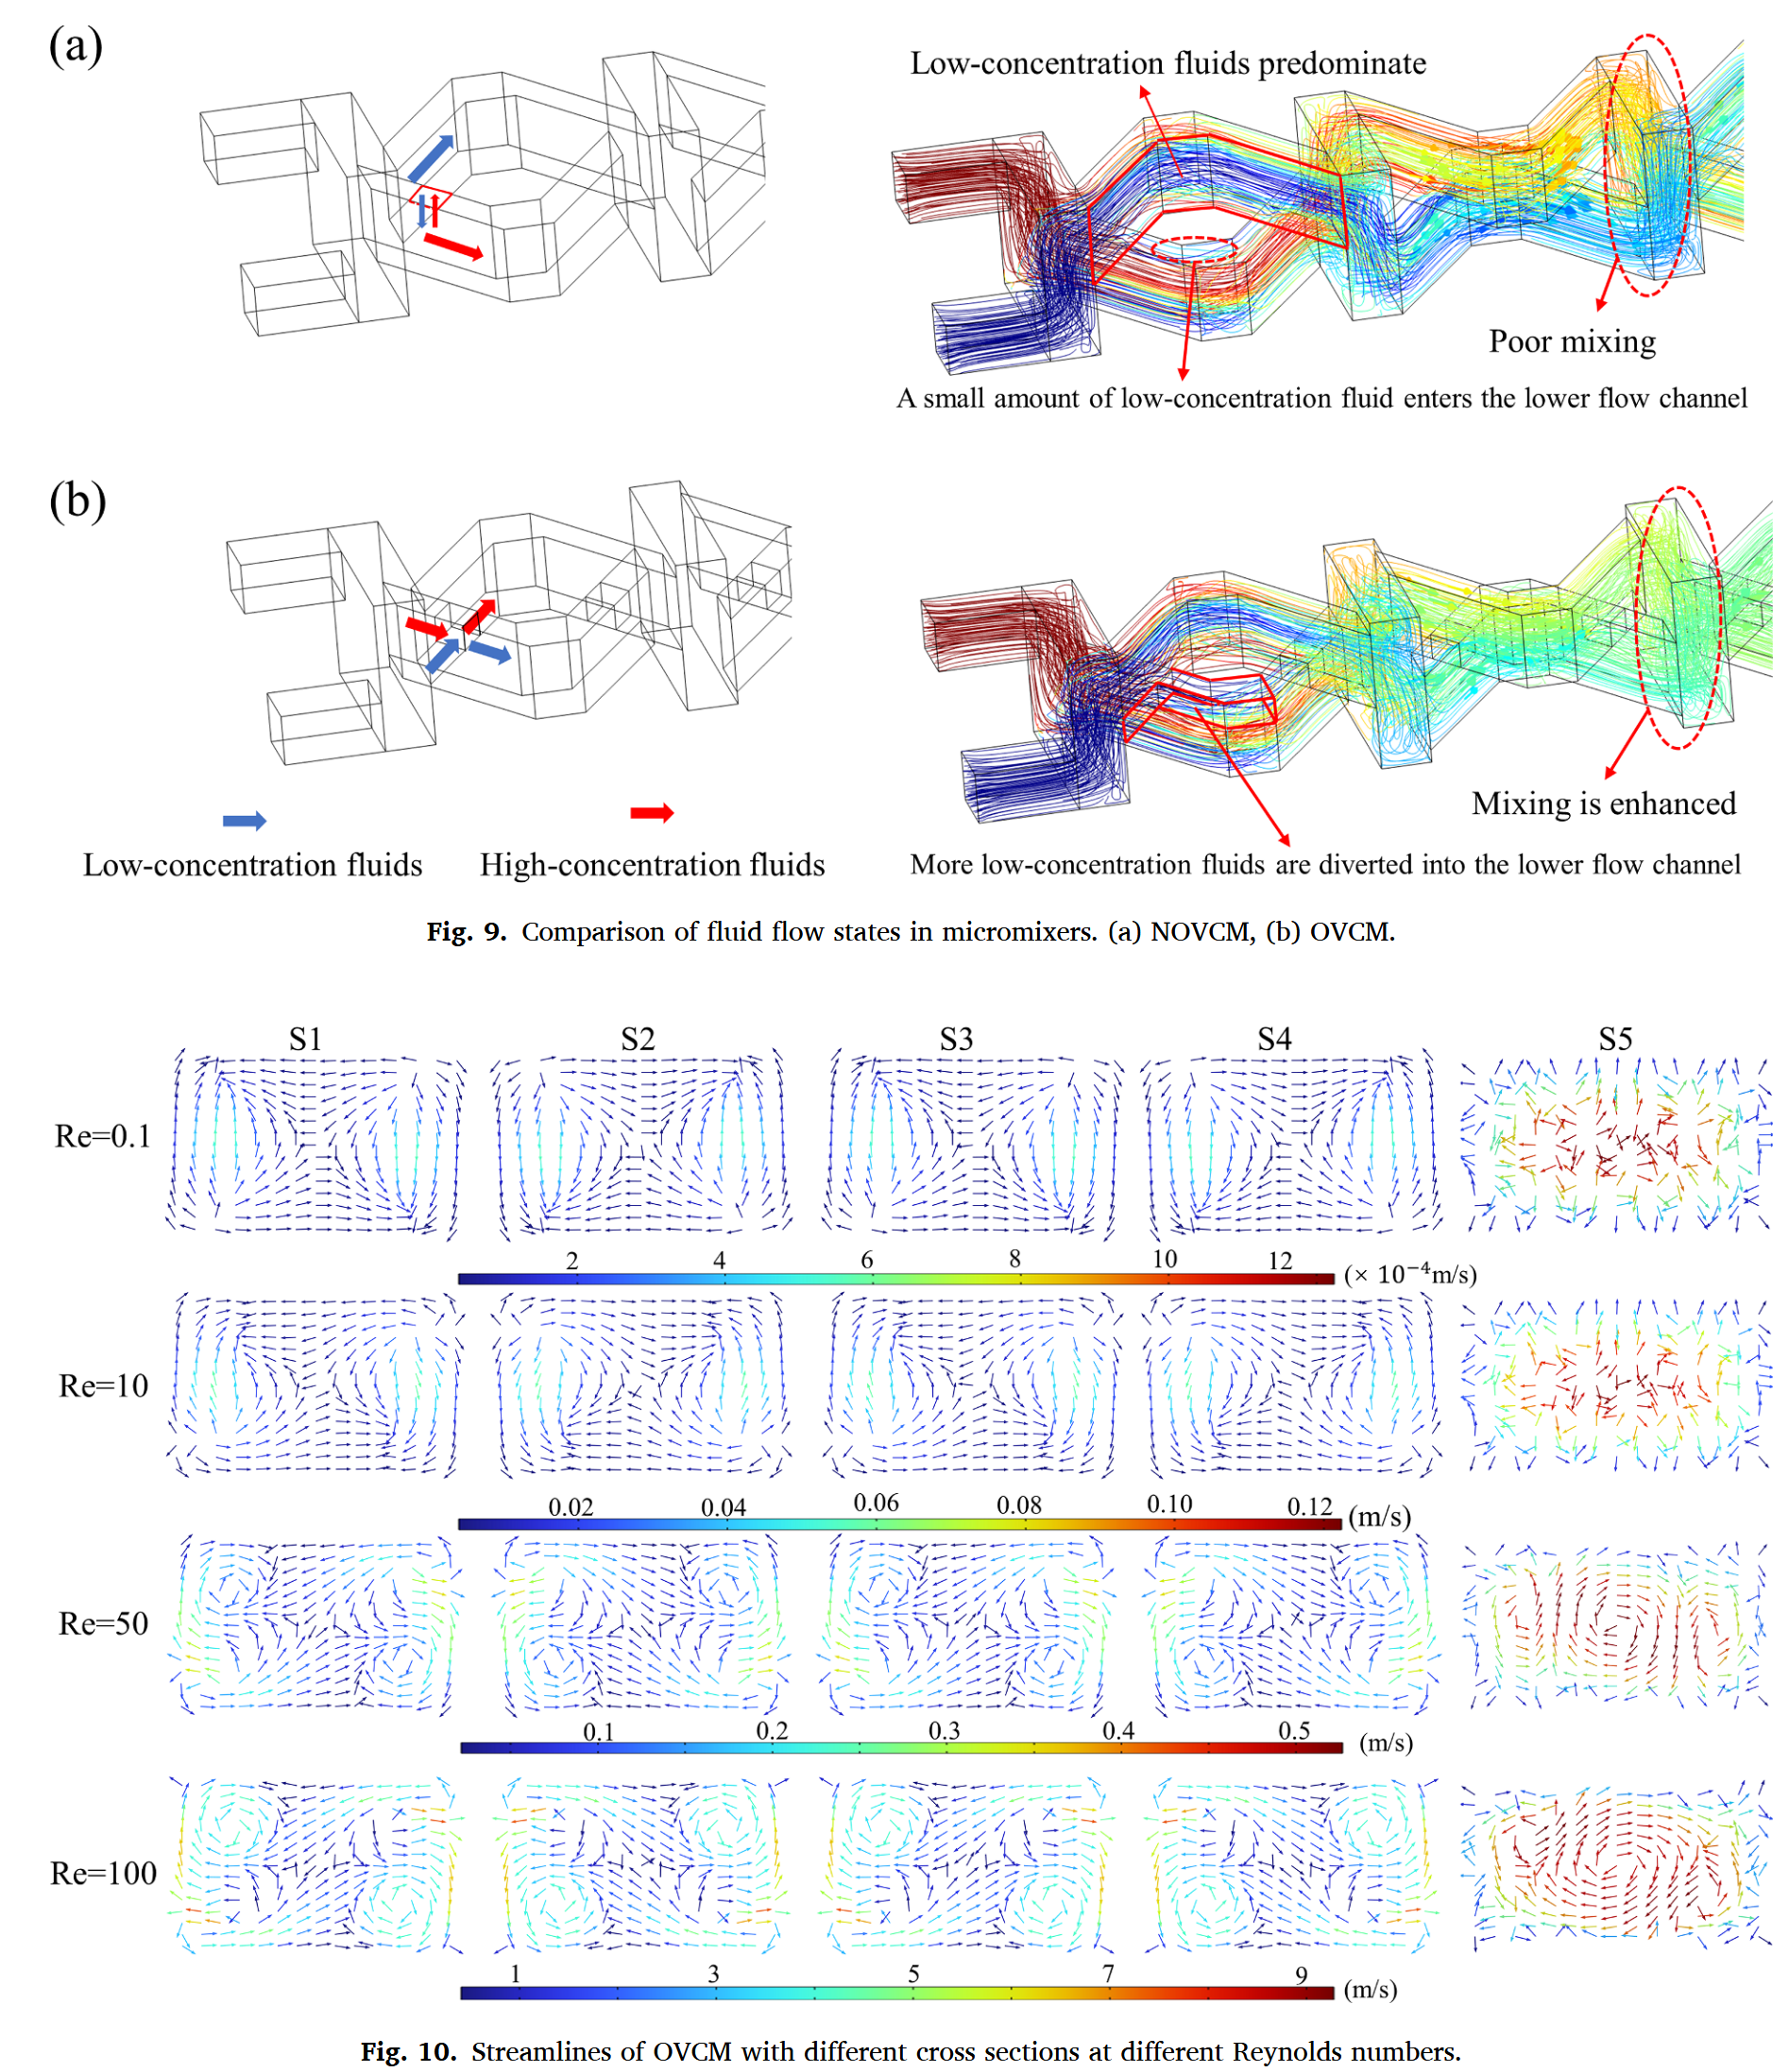 (a)
Low-concentration fluids predominate
Poor mixing
A small amount of low-concentration fluid enters the lower flow channel
(b)
Mixing is enhanced
Low-concentration fluids
High-concentration fluids
More low-concentration fluids are diverted into the lower flow channel
Fig. 9. Comparison of fluid flow states in micromixers. (a) NOVCM, (b) OVCM.
S1 S2 S3 S4 S5
Re=0.1
2 4 6 8 10 12 (× 10⁻⁴m/s)
Re=10
0.02 0.04 0.06 0.08 0.10 0.12 (m/s)
Re=50
0.1 0.2 0.3 0.4 0.5 (m/s)
Re=100
1 3 5 7 9 (m/s)
Fig. 10. Streamlines of OVCM with different cross sections at different Reynolds numbers.